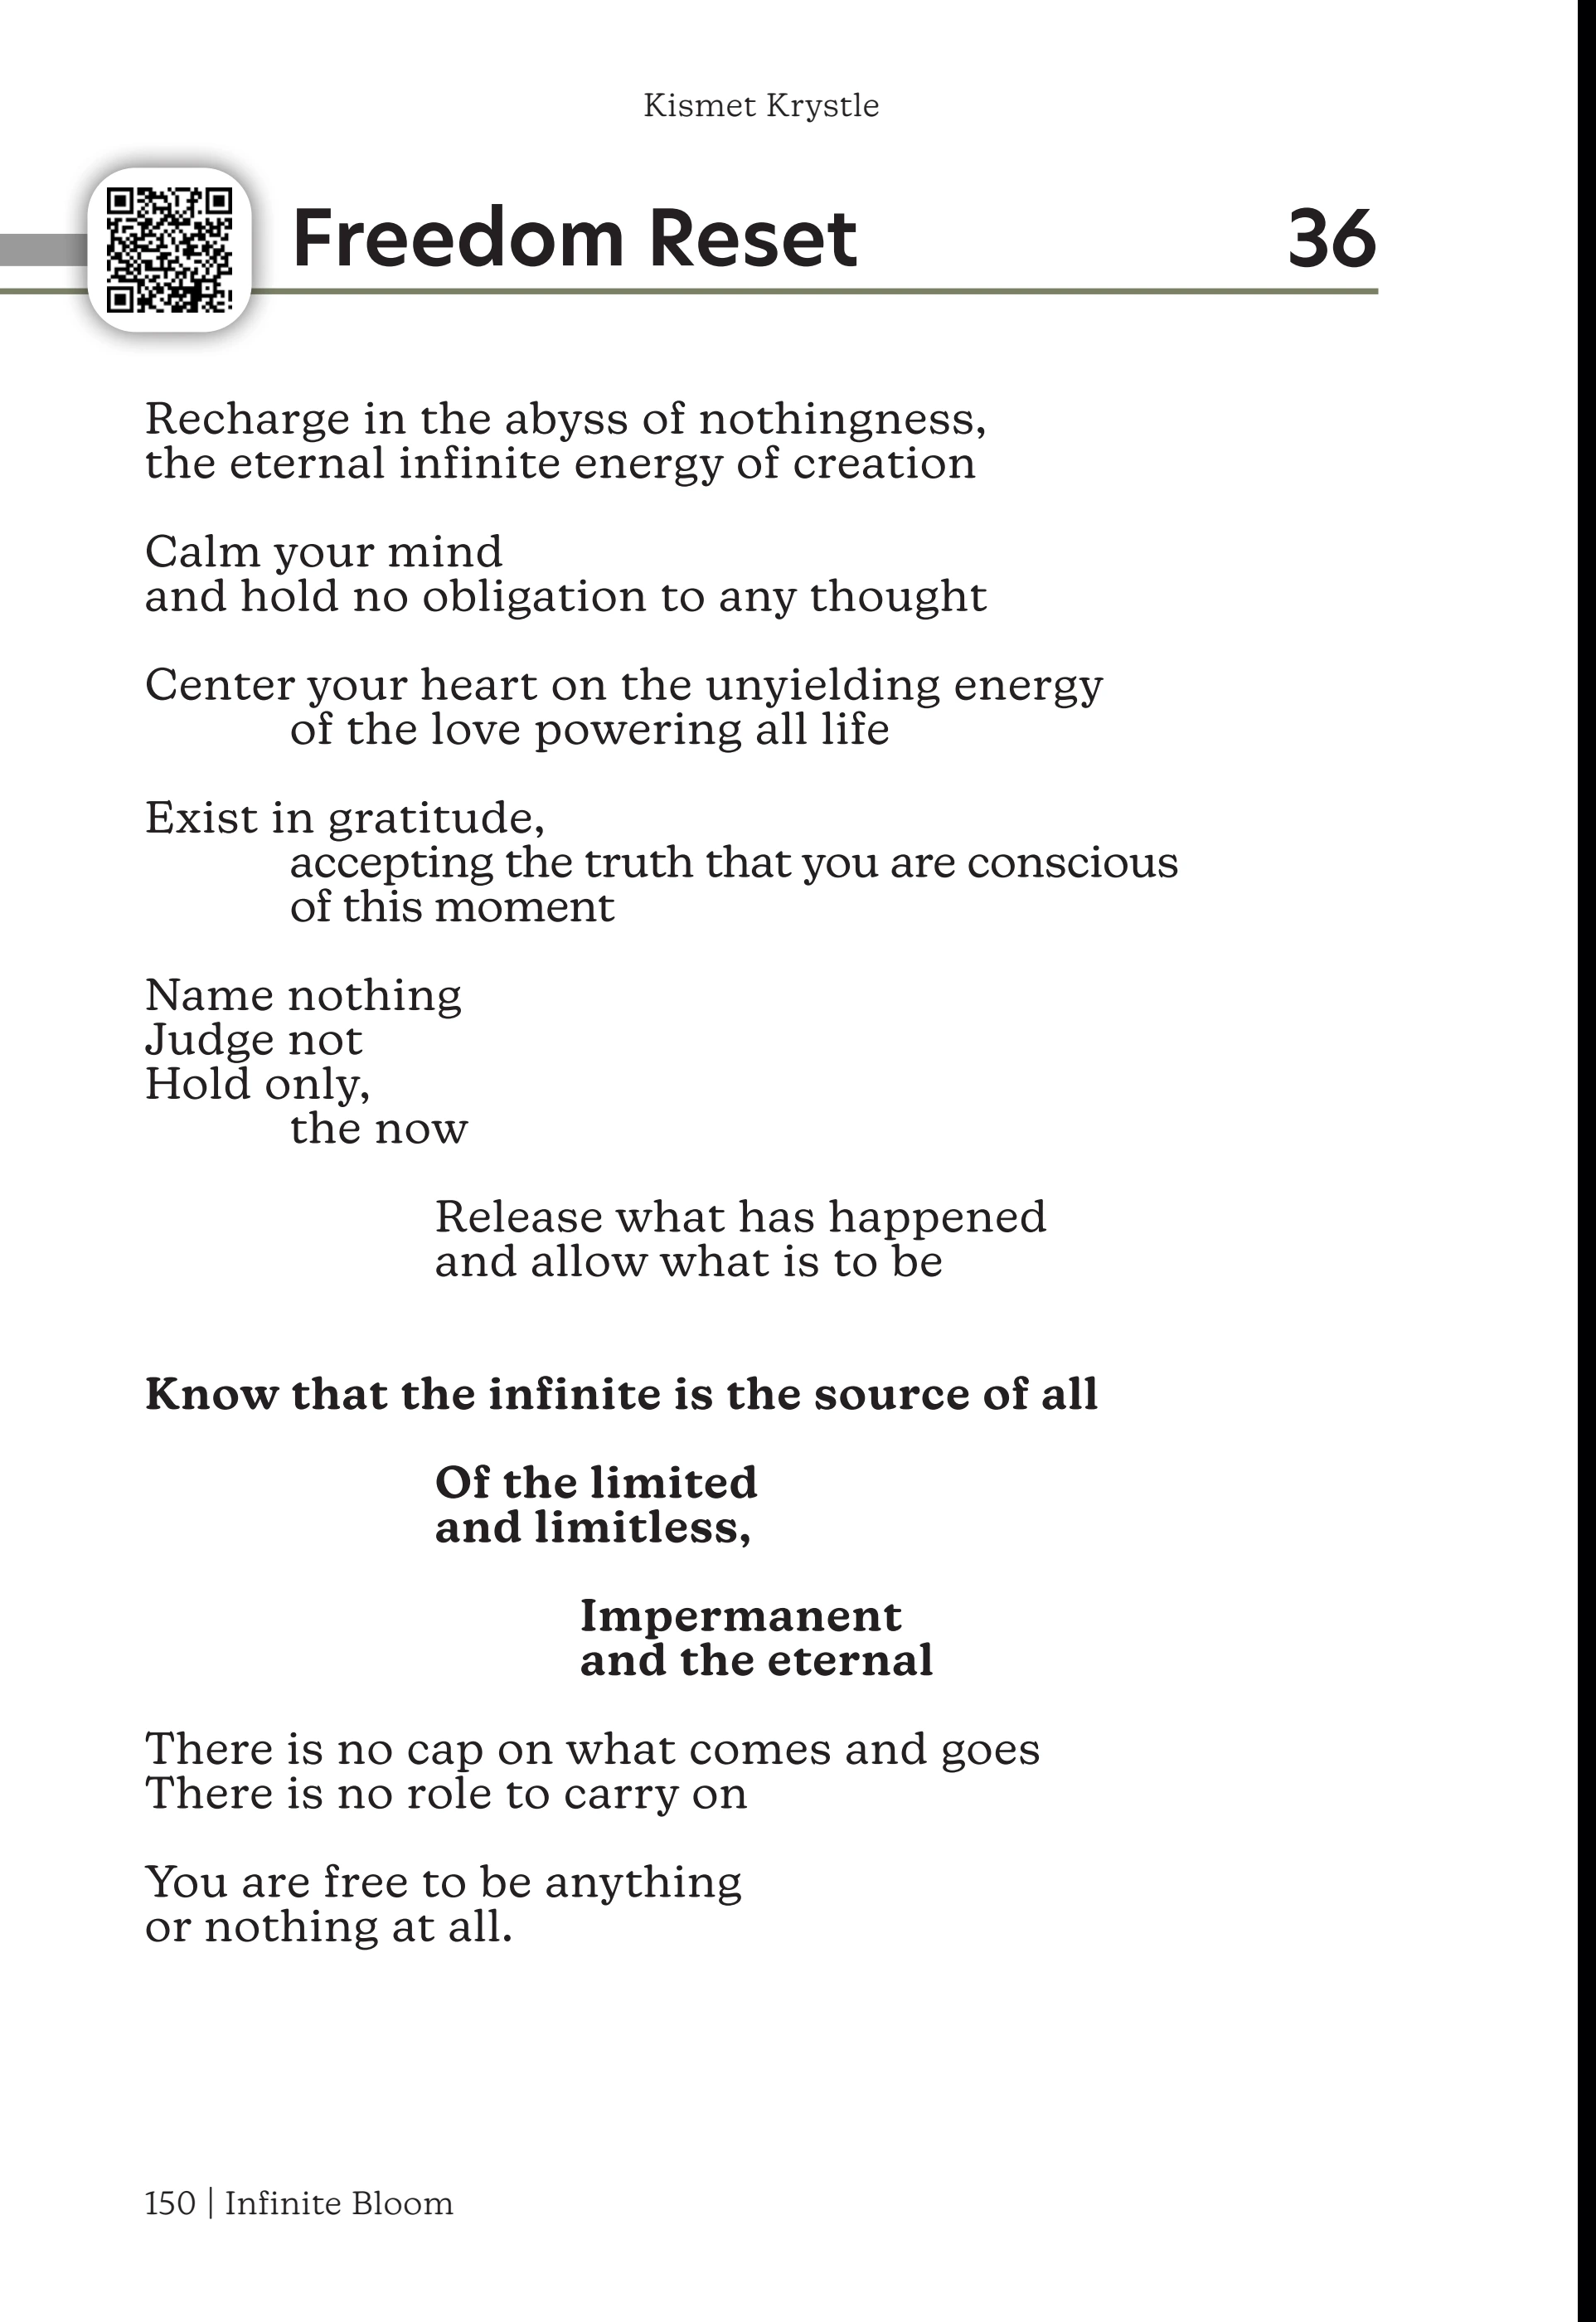 Kismet Krystle
Freedom Reset 36
Recharge in the abyss of nothingness,
the eternal infinite energy of creation
Calm your mind
and hold no obligation to any thought
Center your heart on the unyielding energy
of the love powering all life
Exist in gratitude,
accepting the truth that you are conscious
of this moment
Name nothing
Judge not
Hold only,
the now
Release what has happened
and allow what is to be
Know that the infinite is the source of all
Of the limited
and limitless,
Impermanent
and the eternal
There is no cap on what comes and goes
There is no role to carry on
You are free to be anything
or nothing at all.
150 | Infinite Bloom